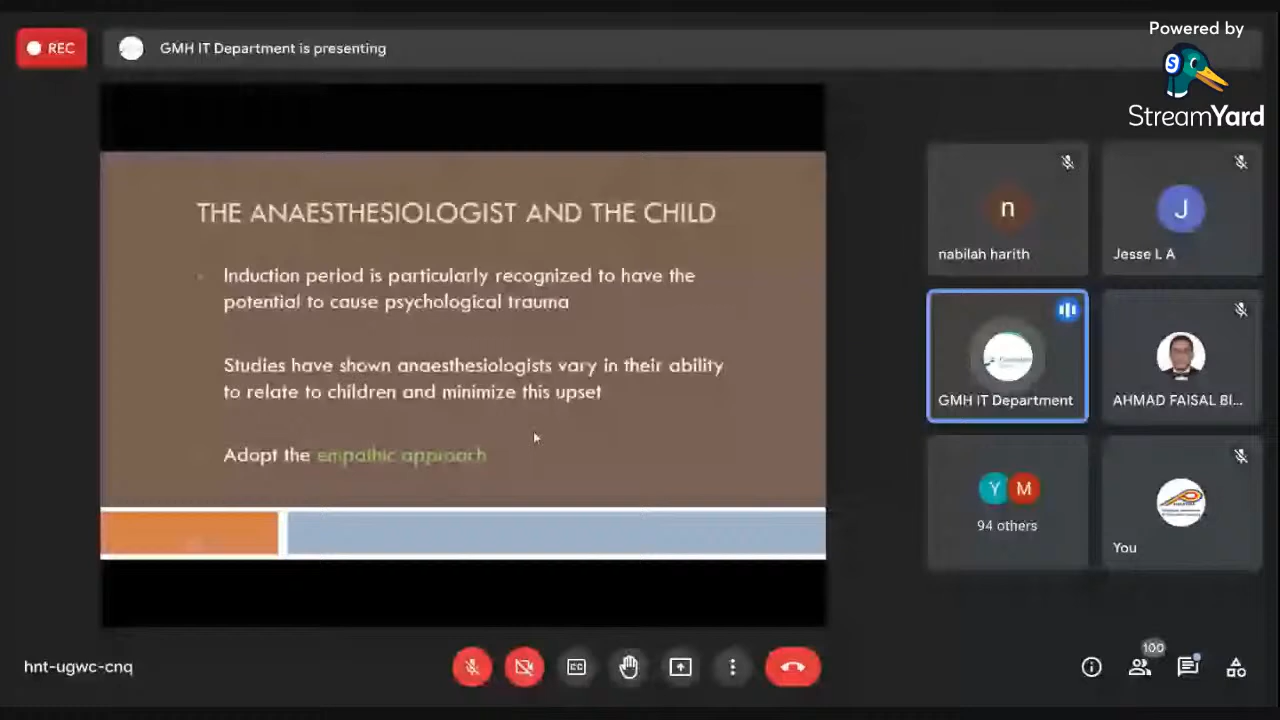 Powered by
StreamYard
REC
GMH IT Department is presenting
THE ANAESTHESIOLOGIST AND THE CHILD
Induction period is particularly recognized to have the
potential to cause psychological trauma
Studies have shown anaesthesiologists vary in their ability
to relate to children and minimize this upset
Adopt the empathic approach
n
nabilah harith
J
Jesse L A
GMH IT Department
AHMAD FAISAL BI...
Y M
94 others
You
hnt-ugwc-cnq
CC
100